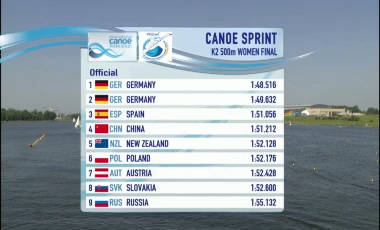 canoe
CANOE SPRINT
K2 500m WOMEN FINAL
Official
1 GER GERMANY 1:48.516
2 GER GERMANY 1:49.632
3 ESP SPAIN 1:51.056
4 CHN CHINA 1:51.212
5 NZL NEW ZEALAND 1:52.128
6 POL POLAND 1:52.176
7 AUT AUSTRIA 1:52.428
8 SVK SLOVAKIA 1:52.600
9 RUS RUSSIA 1:55.132